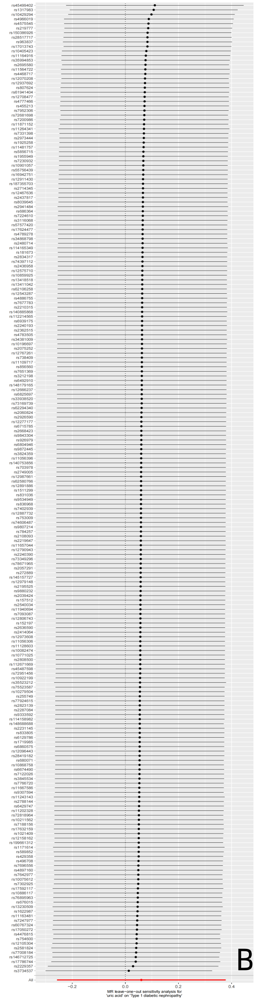 rs45499402
rs1317983
rs10429294
rs4966019
rs4575545
rs219777
rs150386926
rs28517717
rs963837
rs17013743
rs10405423
rs11164916
rs35994853
rs2695580
rs11564722
rs4468717
rs12070208
rs12937692
rs807624
rs61941404
rs12708477
rs4777466
rs455213
rs7952306
rs72681698
rs7200986
rs11871152
rs11264341
rs7331398
rs2973444
rs1925258
rs11481757
rs5856715
rs1955949
rs7230932
rs10901057
rs55756439
rs16942751
rs12911430
rs187355703
rs2714345
rs12467636
rs2437817
rs8039645
rs2941484
rs686364
rs7224610
rs3116068
rs57577420
rs17624477
rs4789278
rs34868798
rs2480714
rs114165349
rs181673
rs2834317
rs74397112
rs2436958
rs12575710
rs10859925
rs13418518
rs13411042
rs62106258
rs12543287
rs4886755
rs7677783
rs2210315
rs140885868
rs112214565
rs6939175
rs2240193
rs2362515
rs4783505
rs34381009
rs10196697
rs2075252
rs12767261
rs738409
rs11109717
rs856560
rs7651369
rs3212198
rs6492910
rs148179165
rs12666237
rs6825697
rs33938520
rs73169739
rs62294340
rs2060824
rs2926590
rs12277177
rs6715785
rs2668423
rs9843304
rs926979
rs6804946
rs9872445
rs3824359
rs11056396
rs140753856
rs703978
rs2749005
rs12987661
rs62580766
rs12891886
rs1511299
rs831036
rs9534949
rs836968
rs7402939
rs12887732
rs753009
rs74606487
rs9807214
rs784257
rs2108093
rs2219647
rs11657044
rs12790943
rs2240390
rs73349296
rs78671965
rs2057291
rs272889
rs145157727
rs12979148
rs2195525
rs9880232
rs2039424
rs157512
rs2540034
rs11940694
rs7093087
rs12806743
rs152197
rs2636590
rs2414064
rs12973608
rs11056306
rs11128603
rs10082474
rs10771025
rs2808500
rs112671669
rs45487598
rs72951456
rs10922199
rs35523212
rs75523587
rs10279504
rs255749
rs77924615
rs2823139
rs2287084
rs9333592
rs114158982
rs148688688
rs2231145
rs833805
rs6129786
rs1719985
rs6860575
rs12096443
rs28419182
rs680071
rs10868758
rs6674490
rs7122026
rs3845534
rs7766720
rs11667586
rs9307594
rs11243143
rs2788144
rs6429747
rs11202328
rs72818964
rs10211562
rs7188156
rs17632159
rs1021409
rs12158162
rs199661312
rs1171614
rs589852
rs429358
rs496708
rs7696556
rs4897160
rs7642977
rs10075612
rs7302925
rs17592117
rs10886117
rs76895963
rs676015
rs13230509
rs1622987
rs11163481
rs7247977
rs60767324
rs17050272
rs4476815
rs754600
rs12105304
rs2581824
rs77008184
rs146712725
rs17786744
rs2229357
rs3734537
B
All
−0.2 0.0 0.2 0.4
MR leave−one−out sensitivity analysis for
'uric acid' on 'Type 1 diabetic nephropathy'